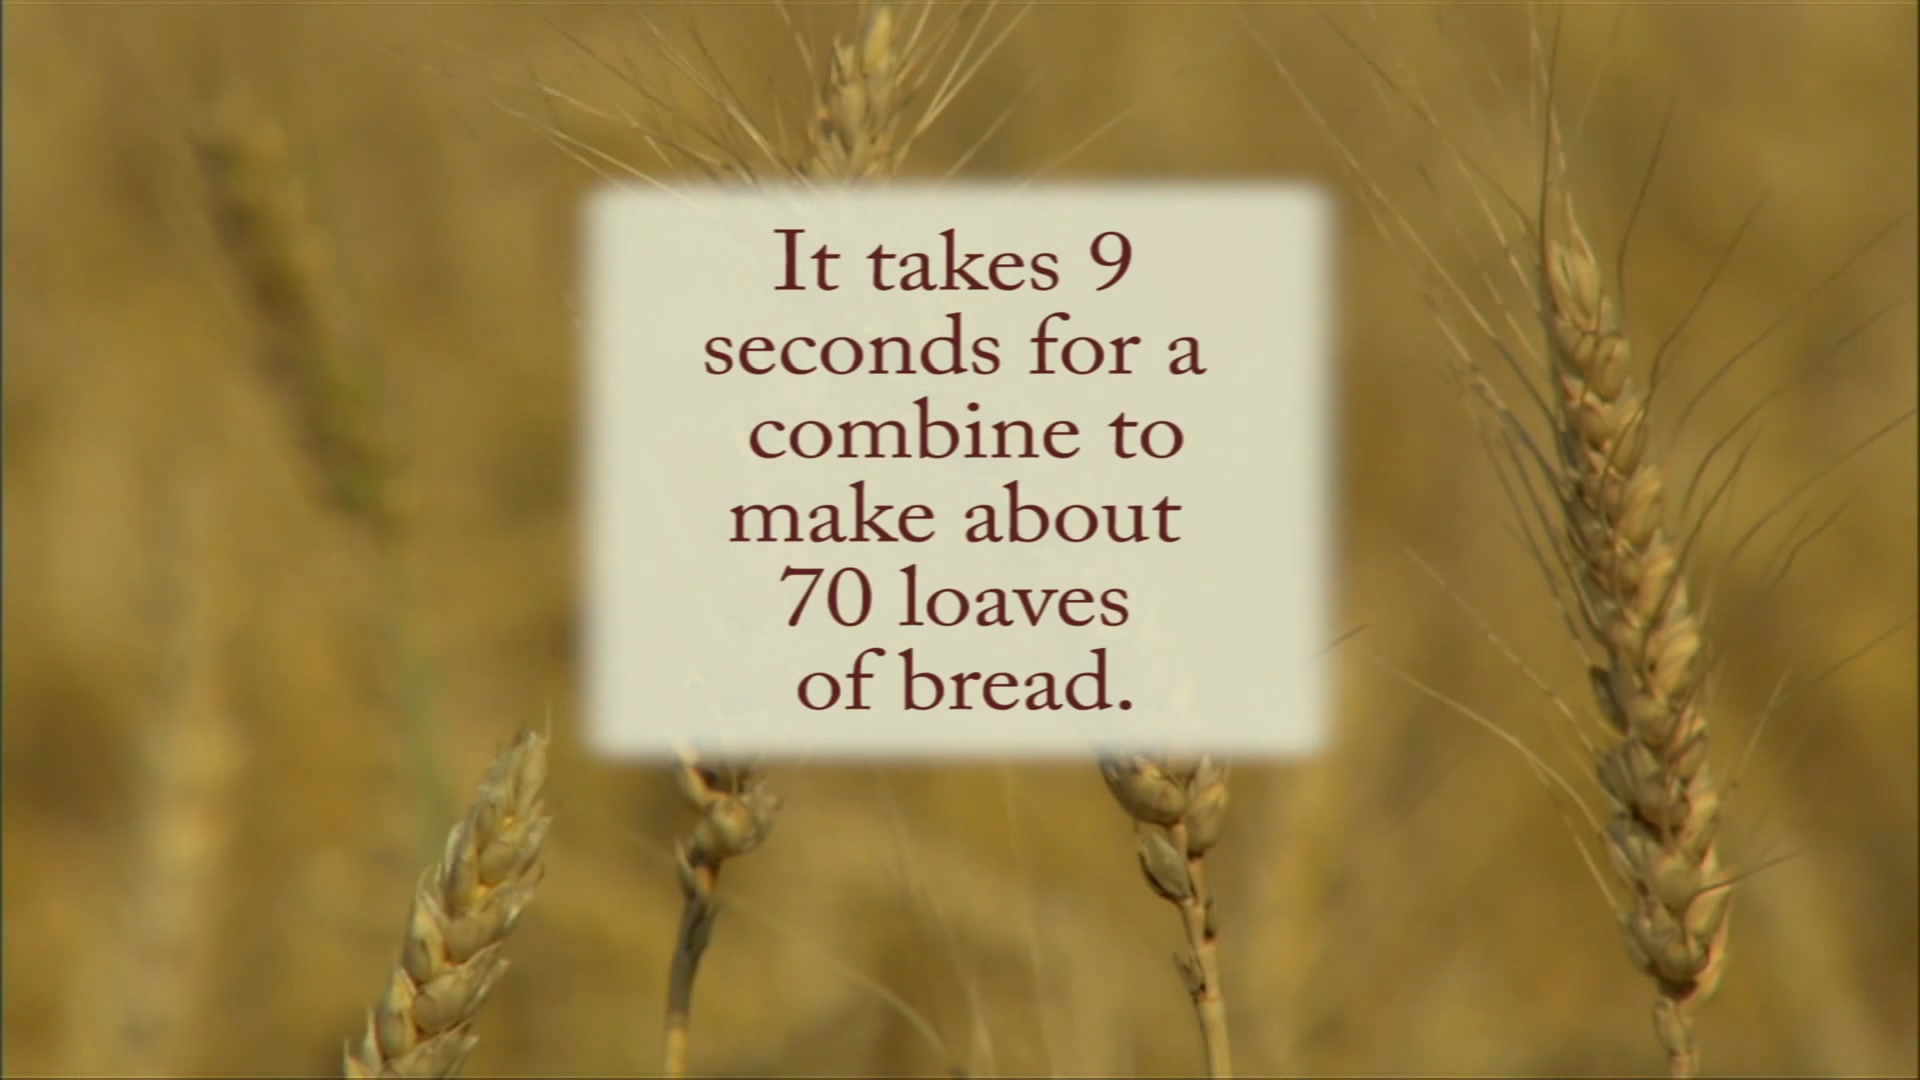 It takes 9
seconds for a
combine to
make about
70 loaves
of bread.